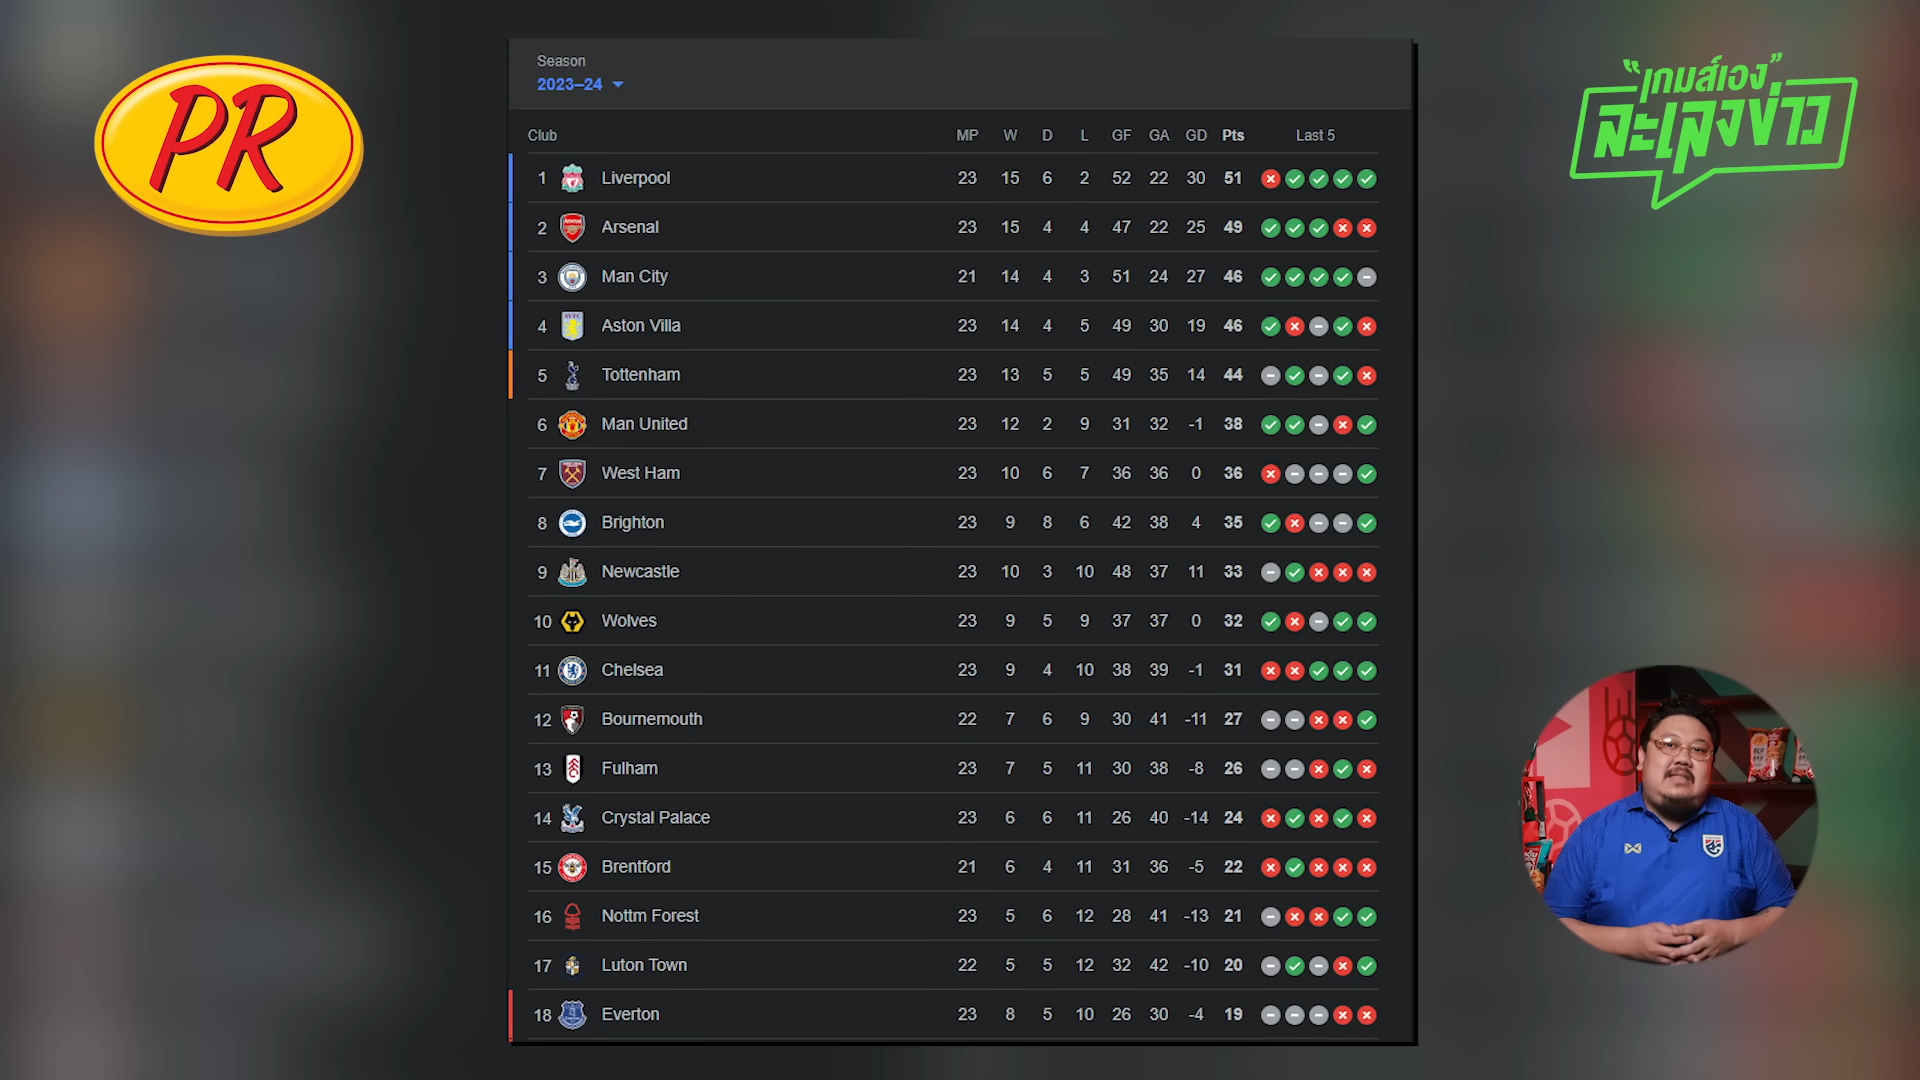 PR
Season
2023–24
"เกมส์เอง"
ล่ะเลงข่าว
Club MP W D L GF GA GD Pts Last 5
1 Liverpool 23 15 6 2 52 22 30 51
2 Arsenal 23 15 4 4 47 22 25 49
3 Man City 21 14 4 3 51 24 27 46
4 Aston Villa 23 14 4 5 49 30 19 46
5 Tottenham 23 13 5 5 49 35 14 44
6 Man United 23 12 2 9 31 32 -1 38
7 West Ham 23 10 6 7 36 36 0 36
8 Brighton 23 9 8 6 42 38 4 35
9 Newcastle 23 10 3 10 48 37 11 33
10 Wolves 23 9 5 9 37 37 0 32
11 Chelsea 23 9 4 10 38 39 -1 31
12 Bournemouth 22 7 6 9 30 41 -11 27
13 Fulham 23 7 5 11 30 38 -8 26
14 Crystal Palace 23 6 6 11 26 40 -14 24
15 Brentford 21 6 4 11 31 36 -5 22
16 Nottm Forest 23 5 6 12 28 41 -13 21
17 Luton Town 22 5 5 12 32 42 -10 20
18 Everton 23 8 5 10 26 30 -4 19